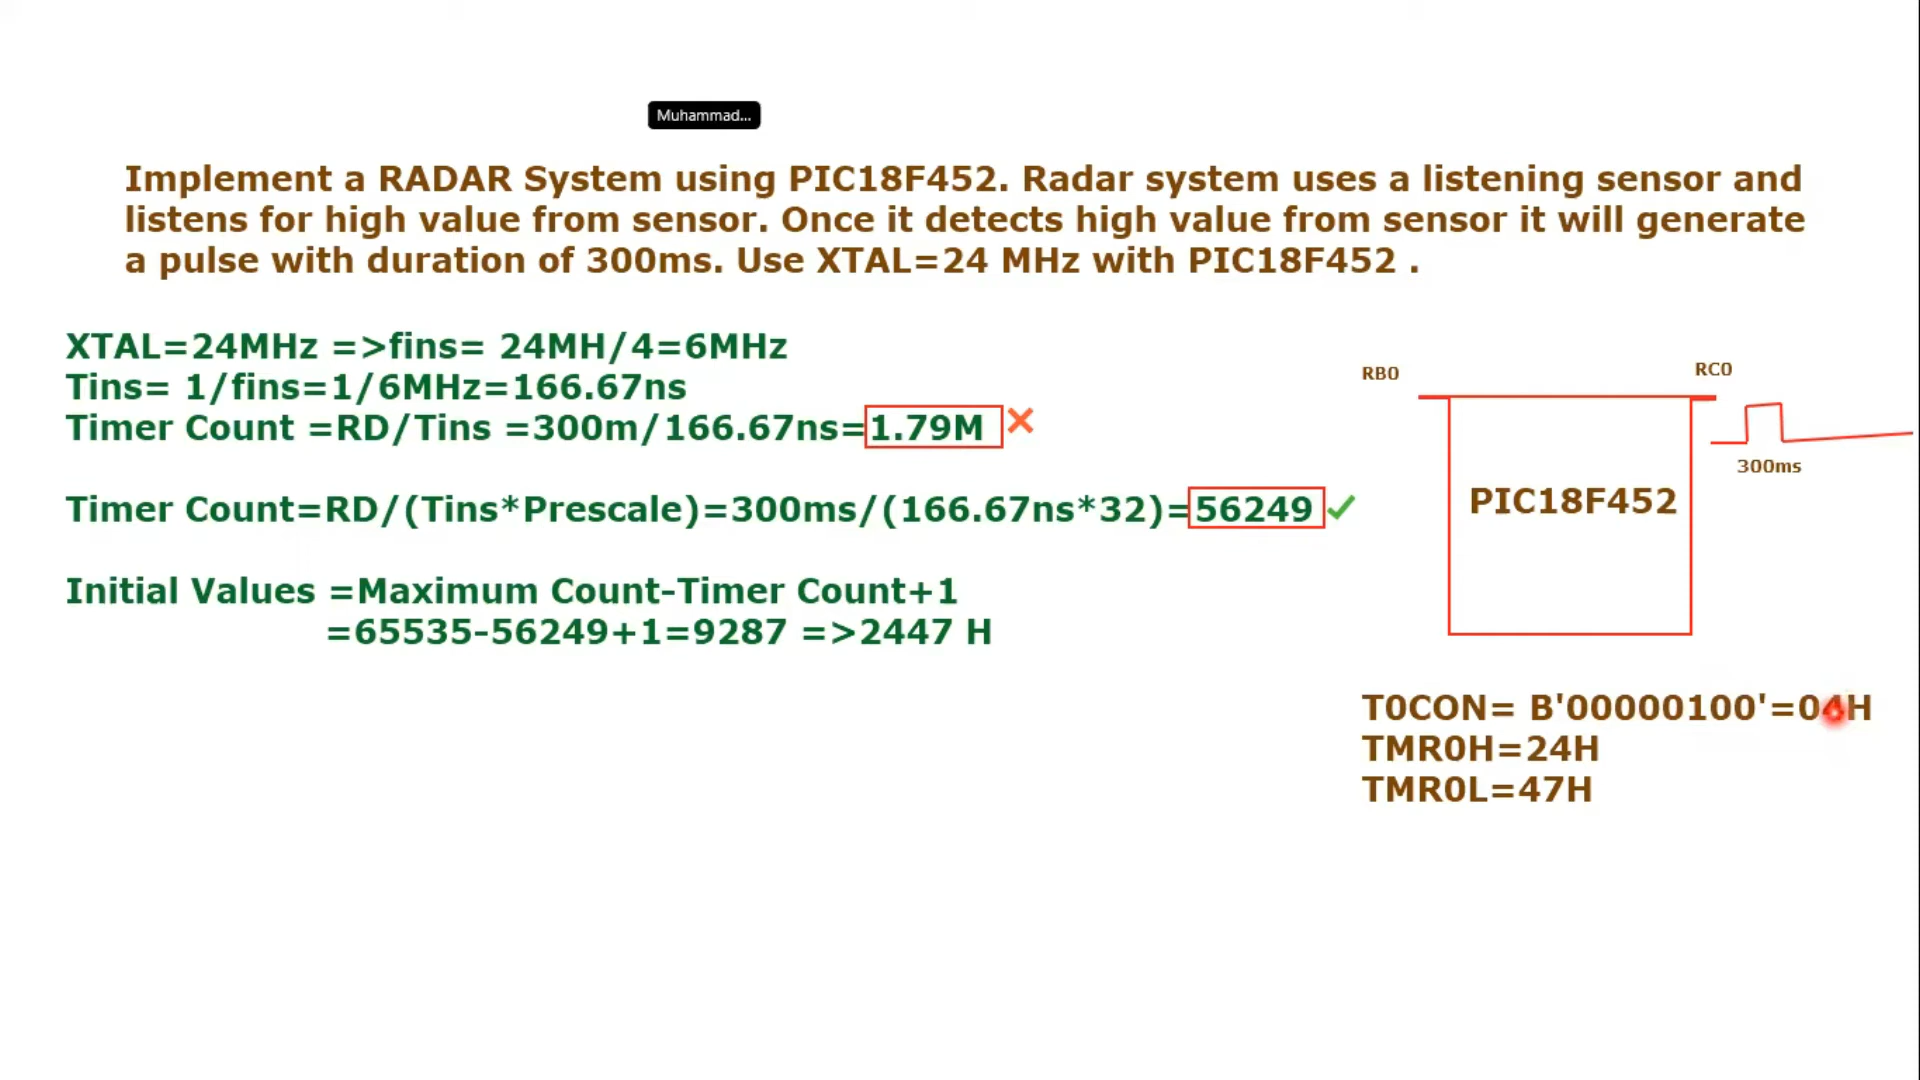 Muhammad...
Implement a RADAR System using PIC18F452. Radar system uses a listening sensor and
listens for high value from sensor. Once it detects high value from sensor it will generate
a pulse with duration of 300ms. Use XTAL=24 MHz with PIC18F452 .
XTAL=24MHz =>fins= 24MH/4=6MHz
Tins= 1/fins=1/6MHz=166.67ns
Timer Count =RD/Tins =300m/166.67ns=1.79M
Timer Count=RD/(Tins*Prescale)=300ms/(166.67ns*32)=56249
Initial Values =Maximum Count-Timer Count+1
=65535-56249+1=9287 =>2447 H
RB0
RC0
300ms
PIC18F452
T0CON= B'00000100'=04H
TMR0H=24H
TMR0L=47H